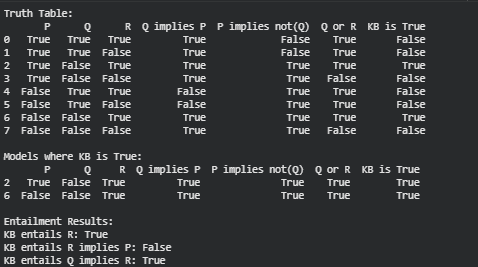 Truth Table:
P Q R Q implies P P implies not(Q) Q or R KB is True
0 True True True True False True False
1 True True False True False True False
2 True False True True True True True
3 True False False True True False False
4 False True True False True True False
5 False True False False True True False
6 False False True True True True True
7 False False False True True False False
Models where KB is True:
P Q R Q implies P P implies not(Q) Q or R KB is True
2 True False True True True True True
6 False False True True True True True
Entailment Results:
KB entails R: True
KB entails R implies P: False
KB entails Q implies R: True